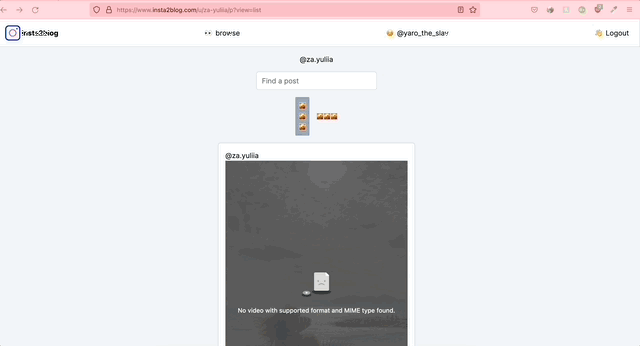 https://www.insta2blog.com/u/za-yuliia/p?view=list
insta2blog
browse
@yaro_the_slav
Logout
@za.yuliia
Find a post
@za.yuliia
No video with supported format and MIME type found.